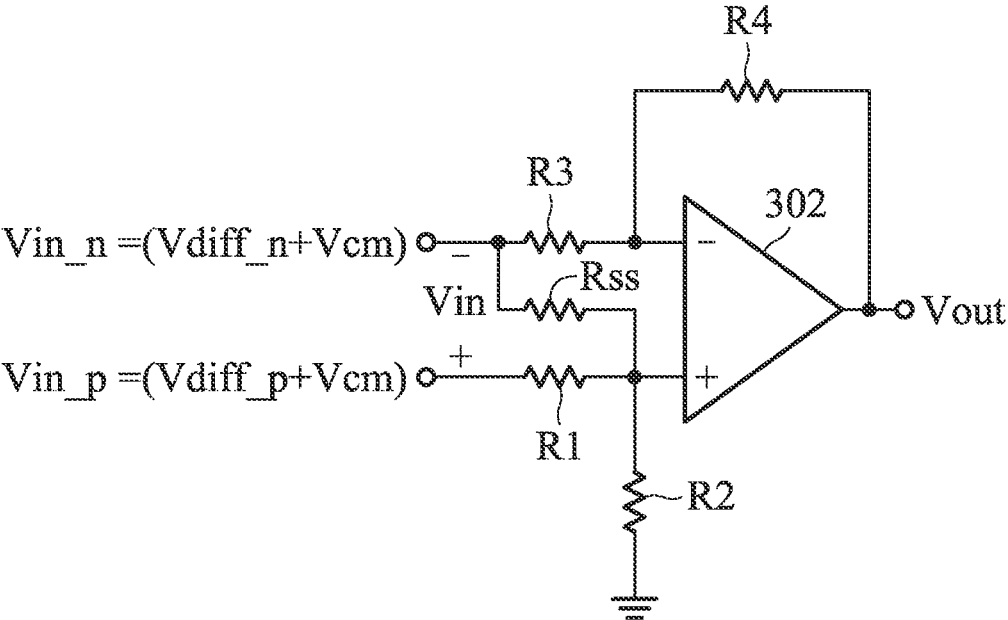 R4
R3
302
Vin_n =(Vdiff_n+Vcm)
−
−
Rss
Vin
Vout
Vin_p =(Vdiff_p+Vcm)
+
+
R1
R2